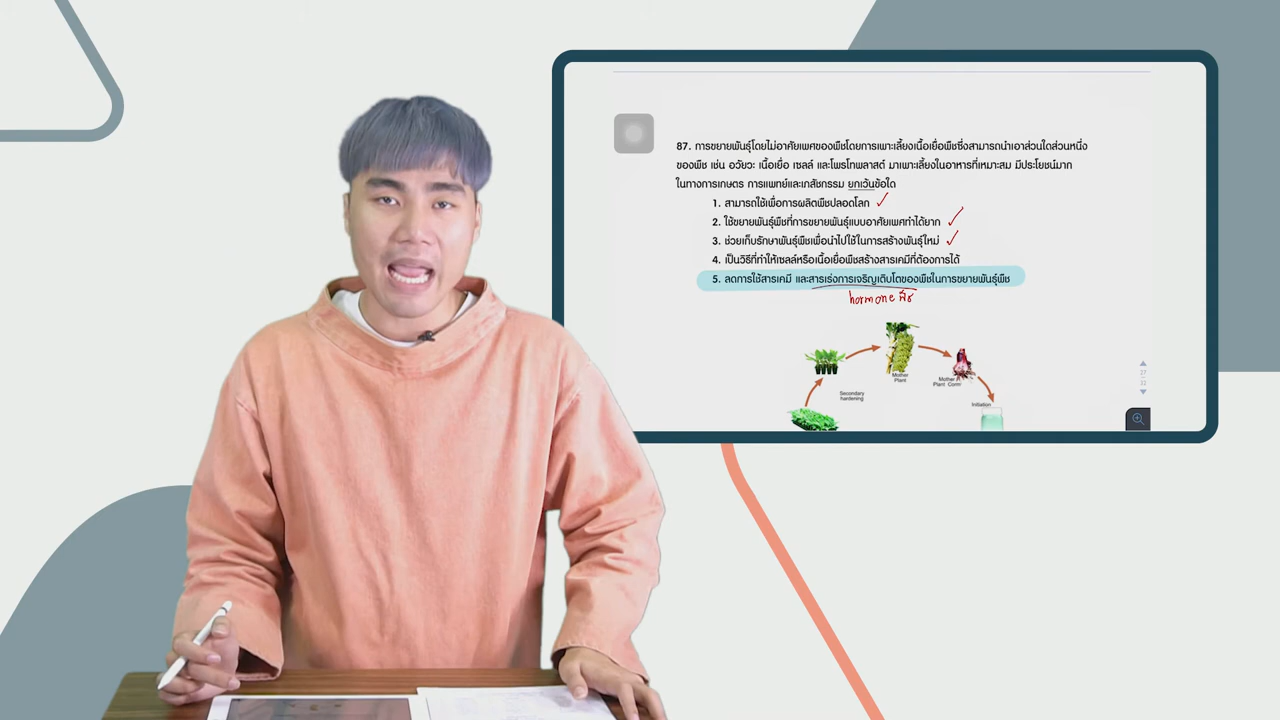 87. การขยายพันธุ์โดยไม่อาศัยเพศของพืชโดยการเพาะเลี้ยงเนื้อเยื่อพืชซึ่งสามารถนำเอาส่วนใดส่วนหนึ่ง
ของพืช เช่น อวัยวะ เนื้อเยื่อ เซลล์ และโพรโทพลาสต์ มาเพาะเลี้ยงในอาหารที่เหมาะสม มีประโยชน์มาก
ในทางการเกษตร การแพทย์และเภสัชกรรม ยกเว้นข้อใด
1. สามารถใช้เพื่อการผลิตพืชปลอดโลก
2. ใช้ขยายพันธุ์พืชที่การขยายพันธุ์แบบอาศัยเพศทำได้ยาก
3. ช่วยเก็บรักษาพันธุ์พืชเพื่อนำไปใช้ในการสร้างพันธุ์ใหม่
4. เป็นวิธีที่ทำให้เซลล์หรือเนื้อเยื่อพืชสร้างสารเคมีที่ต้องการได้
5. ลดการใช้สารเคมี และสารเร่งการเจริญเติบโตของพืชในการขยายพันธุ์พืช
hormone พืช
Mother
Plant
Mother
Plant Corm
Secondary
hardening
Initiation
27
32